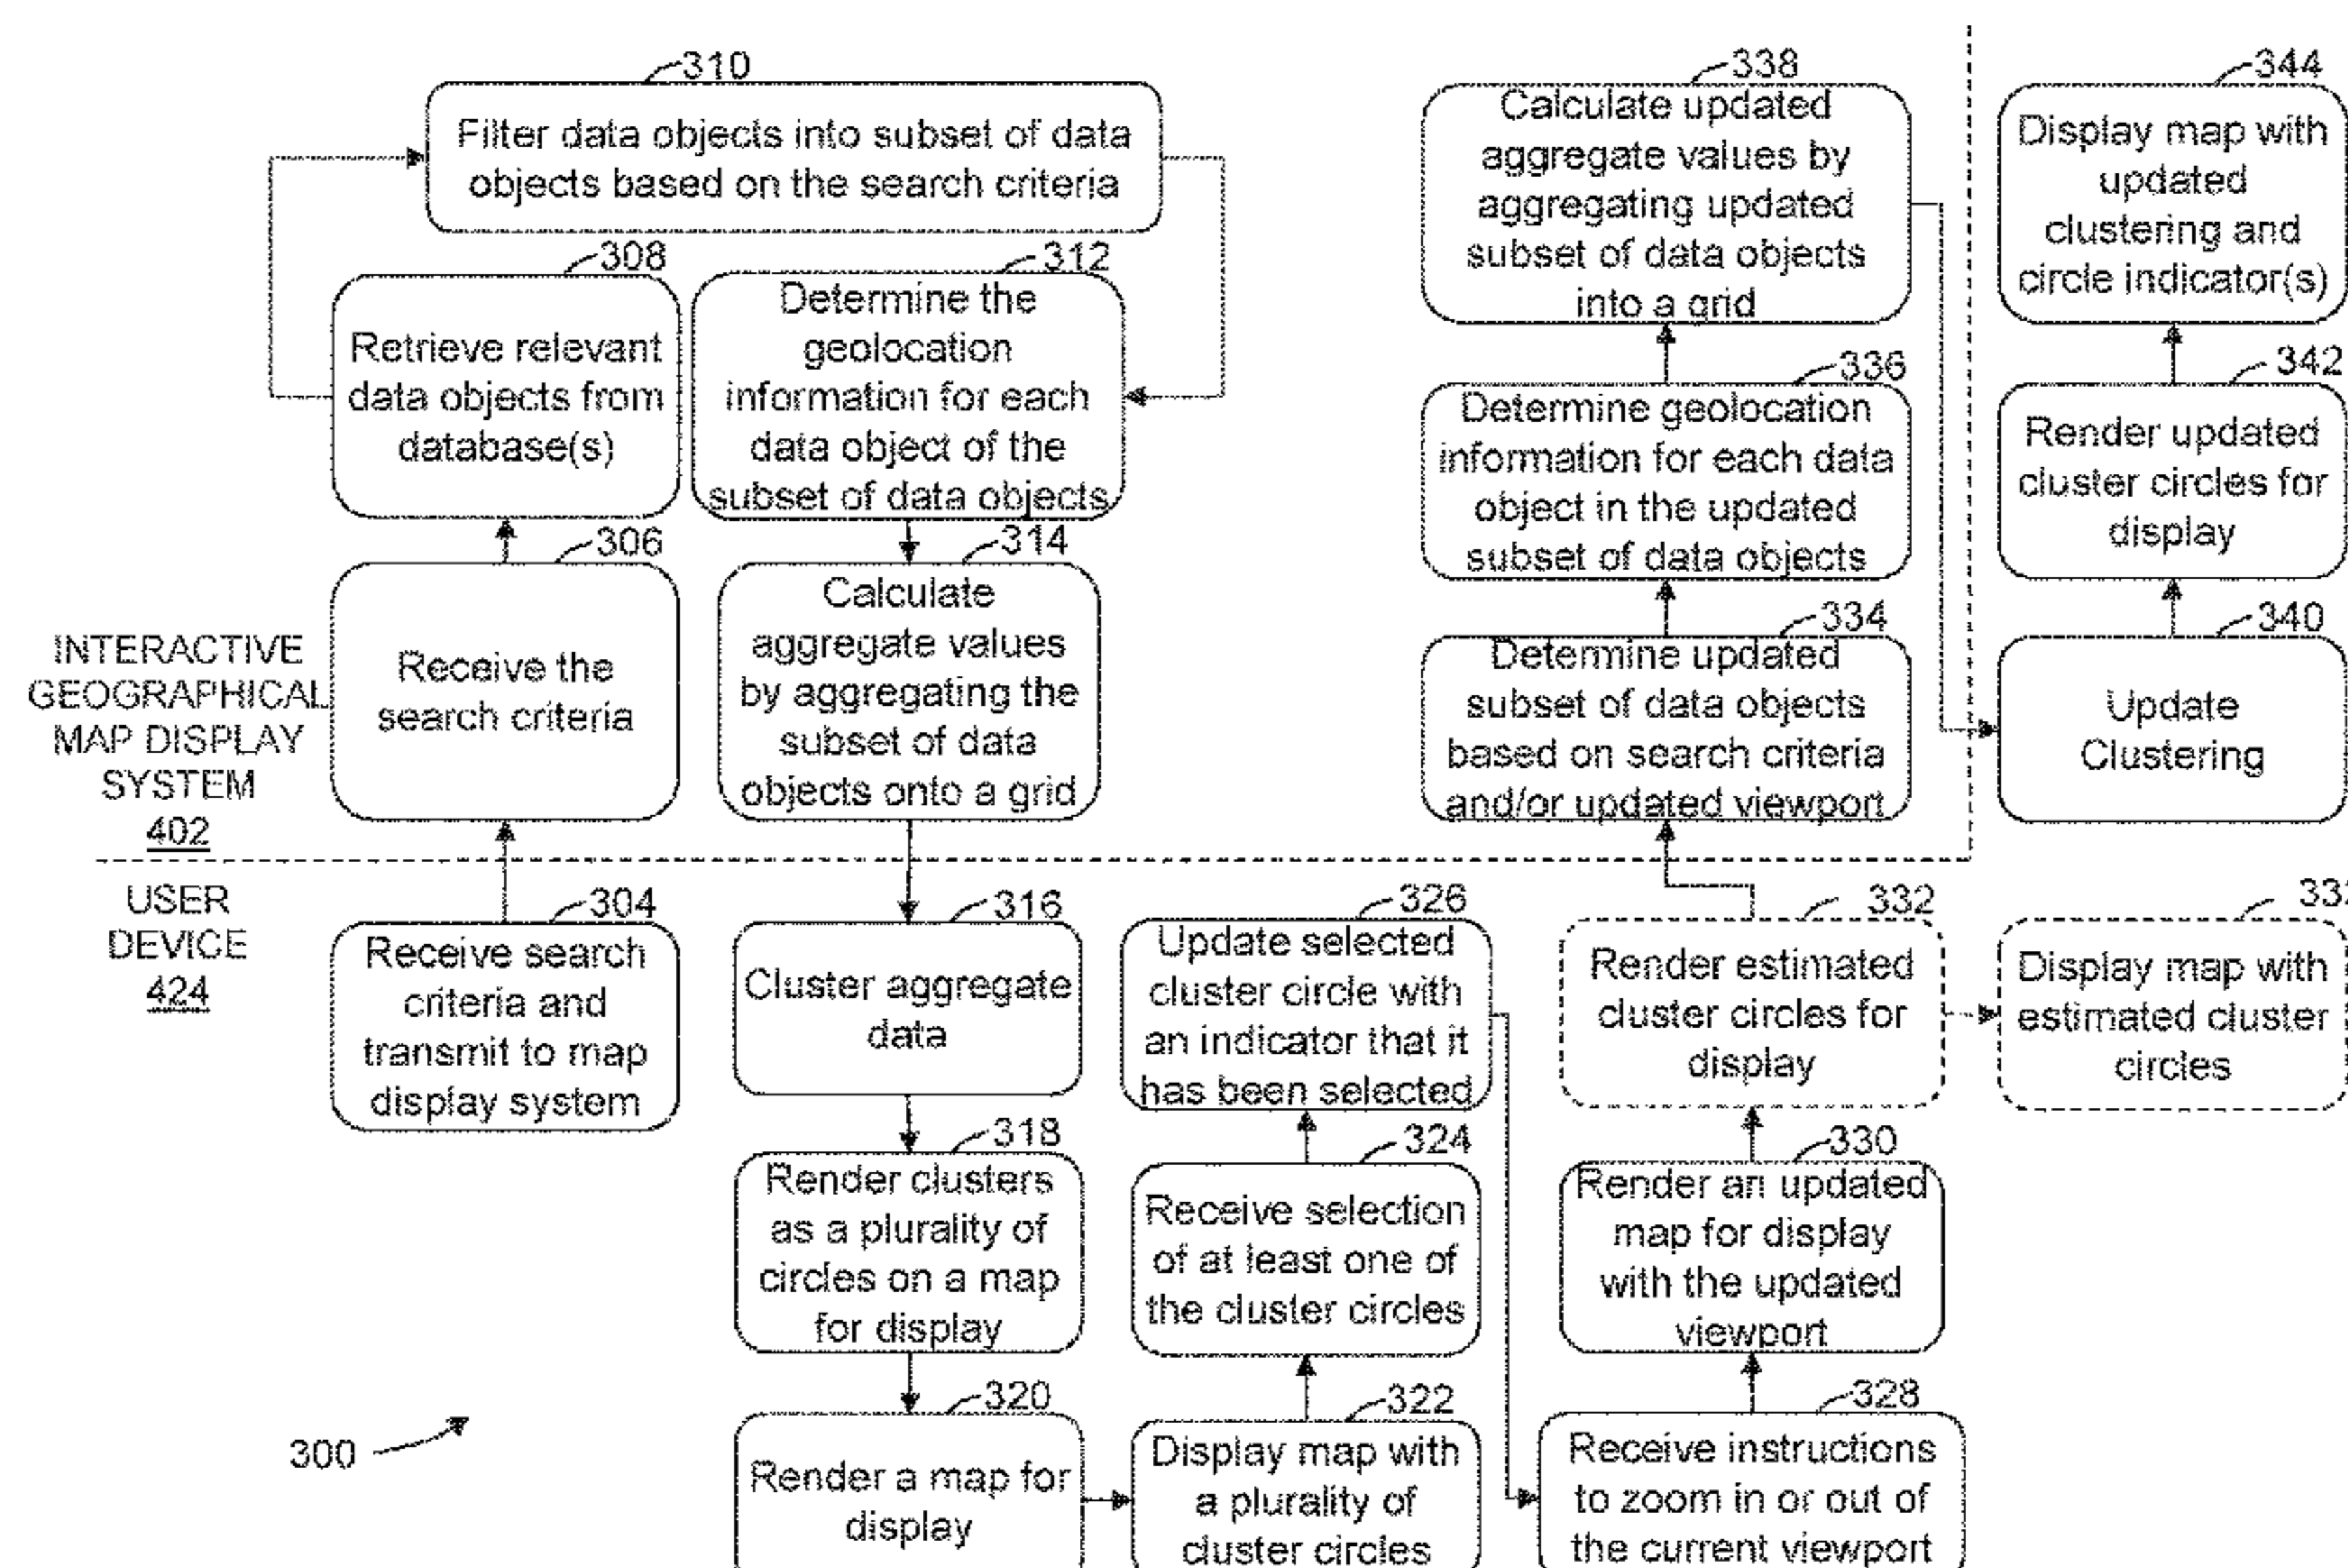 310
Filter data objects into subset of data
objects based on the search criteria
308
Retrieve relevant
data objects from
database(s)
312
Determine the
geolocation
information for each
data object of the
subset of data objects
306
Receive the
search criteria
314
Calculate
aggregate values
by aggregating the
subset of data
objects onto a grid
INTERACTIVE
GEOGRAPHICAL
MAP DISPLAY
SYSTEM
402
USER
DEVICE
424
304
Receive search
criteria and
transmit to map
display system
316
Cluster aggregate
data
318
Render clusters
as a plurality of
circles on a map
for display
320
Render a map for
display
322
Display map with
a plurality of
cluster circles
324
Receive selection
of at least one of
the cluster circles
326
Update selected
cluster circle with
an indicator that it
has been selected
328
Receive instructions
to zoom in or out of
the current viewport
330
Render an updated
map for display
with the updated
viewport
332
Render estimated
cluster circles for
display
Display map with
estimated cluster
circles
334
Determine updated
subset of data objects
based on search criteria
and/or updated viewport
336
Determine geolocation
information for each data
object in the updated
subset of data objects
338
Calculate updated
aggregate values by
aggregating updated
subset of data objects
into a grid
340
Update
Clustering
342
Render updated
cluster circles for
display
344
Display map with
updated
clustering and
circle indicator(s)
300